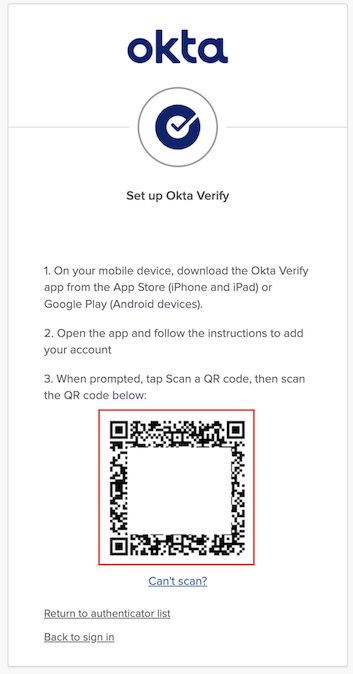 okta
Set up Okta Verify
1. On your mobile device, download the Okta Verify
app from the App Store (iPhone and iPad) or
Google Play (Android devices).
2. Open the app and follow the instructions to add
your account
3. When prompted, tap Scan a QR code, then scan
the QR code below:
Can't scan?
Return to authenticator list
Back to sign in